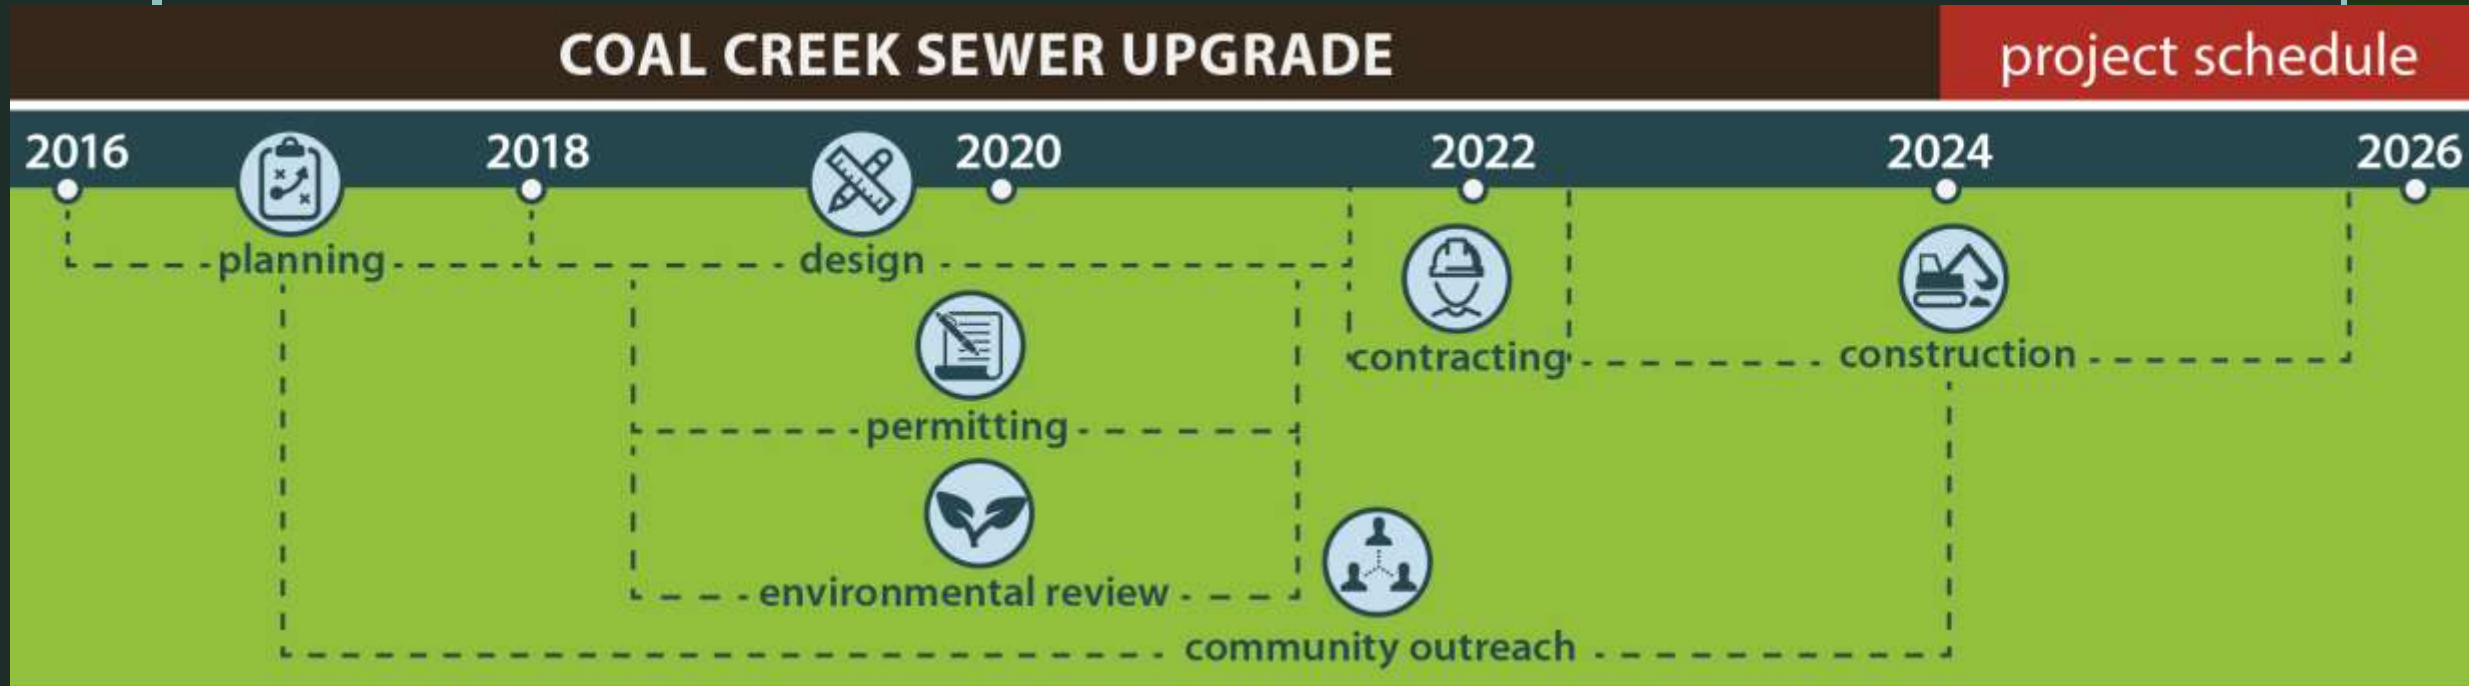 COAL CREEK SEWER UPGRADE
project schedule
2016 2018 2020 2022 2024 2026
planning design
contracting construction
permitting
environmental review
community outreach